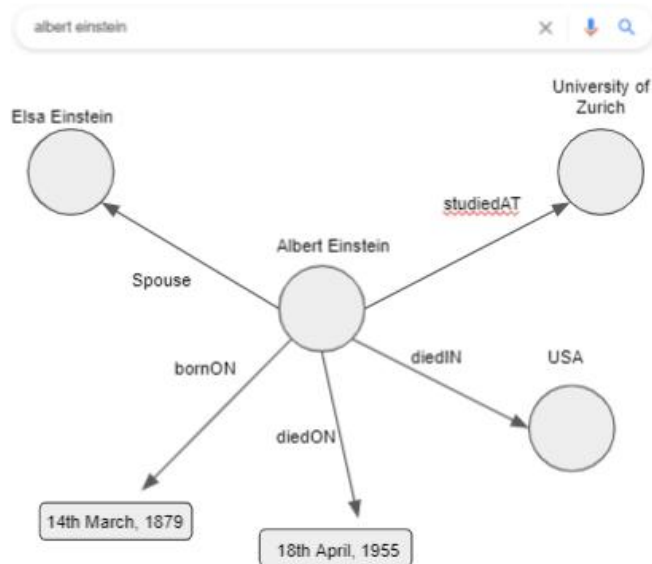 albert einstein
University of
Zurich
Elsa Einstein
studiedAT
Albert Einstein
Spouse
diedIN
USA
bornON
diedON
14th March, 1879
18th April, 1955